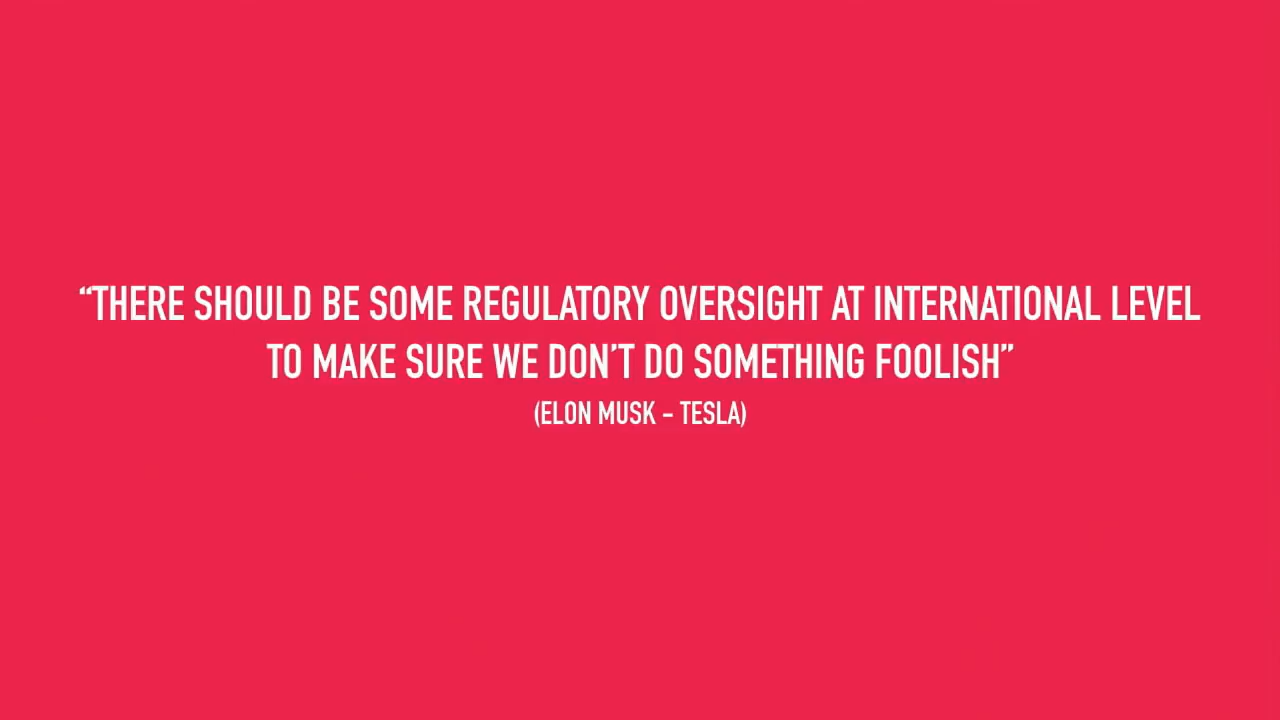 “THERE SHOULD BE SOME REGULATORY OVERSIGHT AT INTERNATIONAL LEVEL
TO MAKE SURE WE DON’T DO SOMETHING FOOLISH”
(ELON MUSK – TESLA)